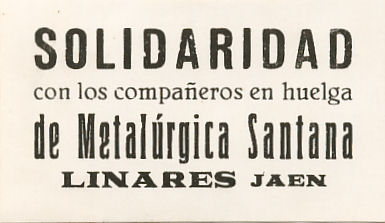 SOLIDARIDAD
con los compañeros en huelga
de Metalúrgica Santana
LINARES JAEN